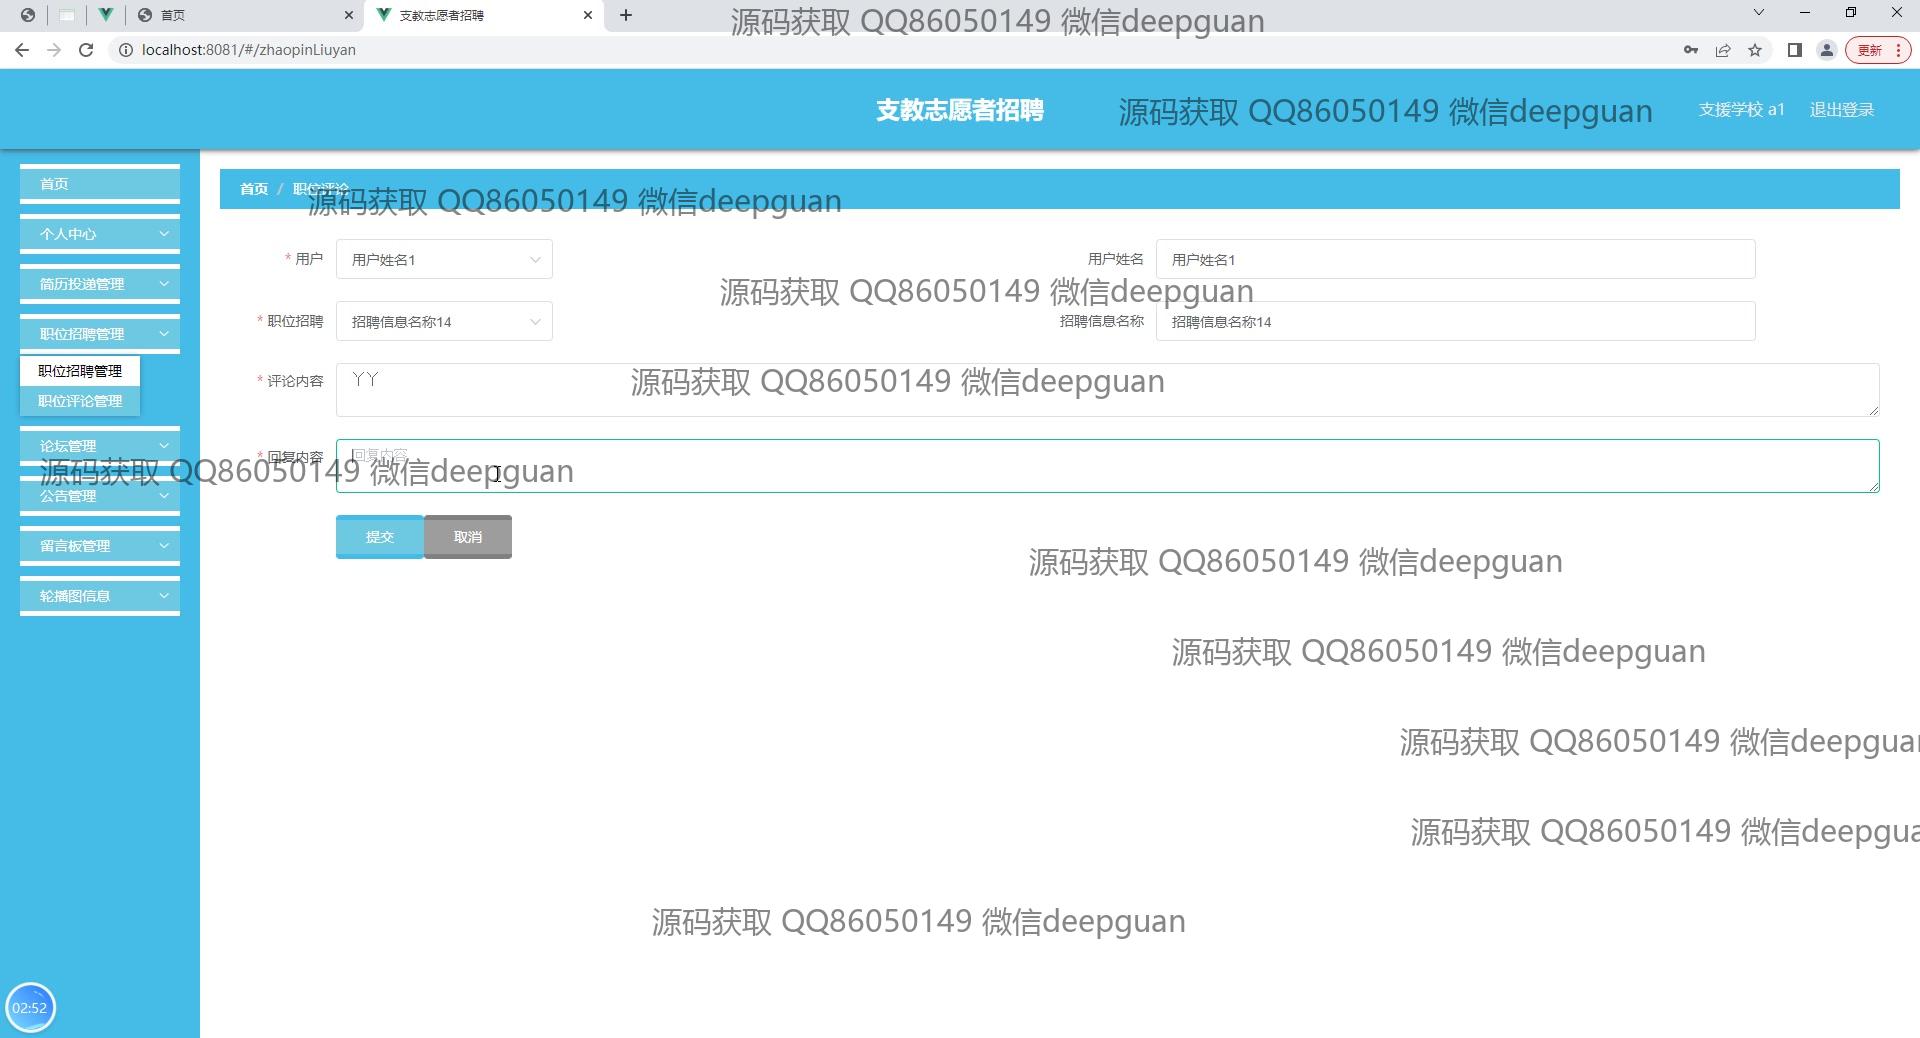 首页
支教志愿者招聘
源码获取 QQ86050149 微信deepguan
localhost:8081/#/zhaopinLiuyan
更新
支教志愿者招聘
源码获取 QQ86050149 微信deepguan
支援学校 a1
退出登录
首页
首页 / 职位评论
源码获取 QQ86050149 微信deepguan
个人中心
* 用户
用户姓名1
用户姓名
用户姓名1
简历投递管理
源码获取 QQ86050149 微信deepguan
* 职位招聘
招聘信息名称14
招聘信息名称
招聘信息名称14
职位招聘管理
职位招聘管理
* 评论内容
丫丫
源码获取 QQ86050149 微信deepguan
职位评论管理
论坛管理
* 回复内容
回复内容
源码获取 QQ86050149 微信deepguan
公告管理
提交
取消
留言板管理
源码获取 QQ86050149 微信deepguan
轮播图信息
源码获取 QQ86050149 微信deepguan
源码获取 QQ86050149 微信deepguan
源码获取 QQ86050149 微信deepgua
源码获取 QQ86050149 微信deepguan
02:52